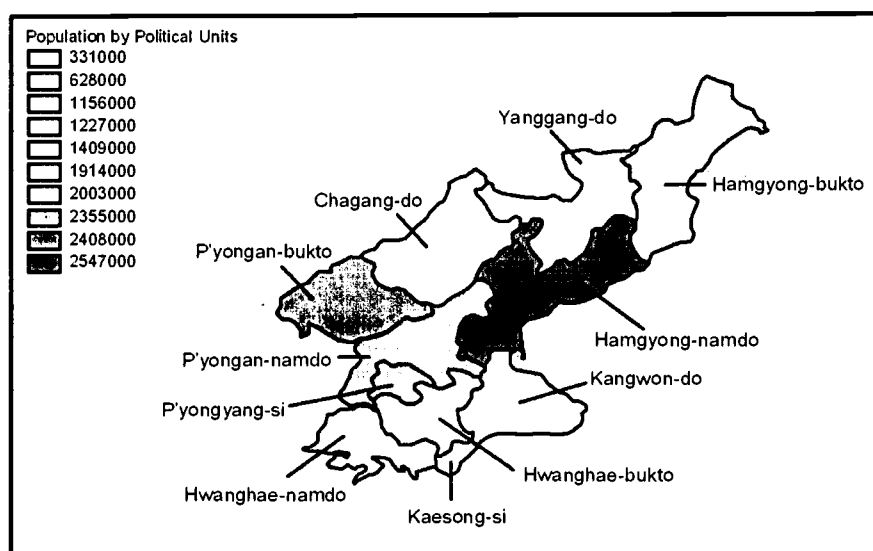 Population by Political Units
331000
628000
1156000
1227000
1409000
1914000
2003000
2355000
2408000
2547000
Yanggang-do
Hamgyong-bukto
Chagang-do
P'yongan-bukto
Hamgyong-namdo
P'yongan-namdo
Kangwon-do
P'yongyang-si
Hwanghae-bukto
Hwanghae-namdo
Kaesong-si